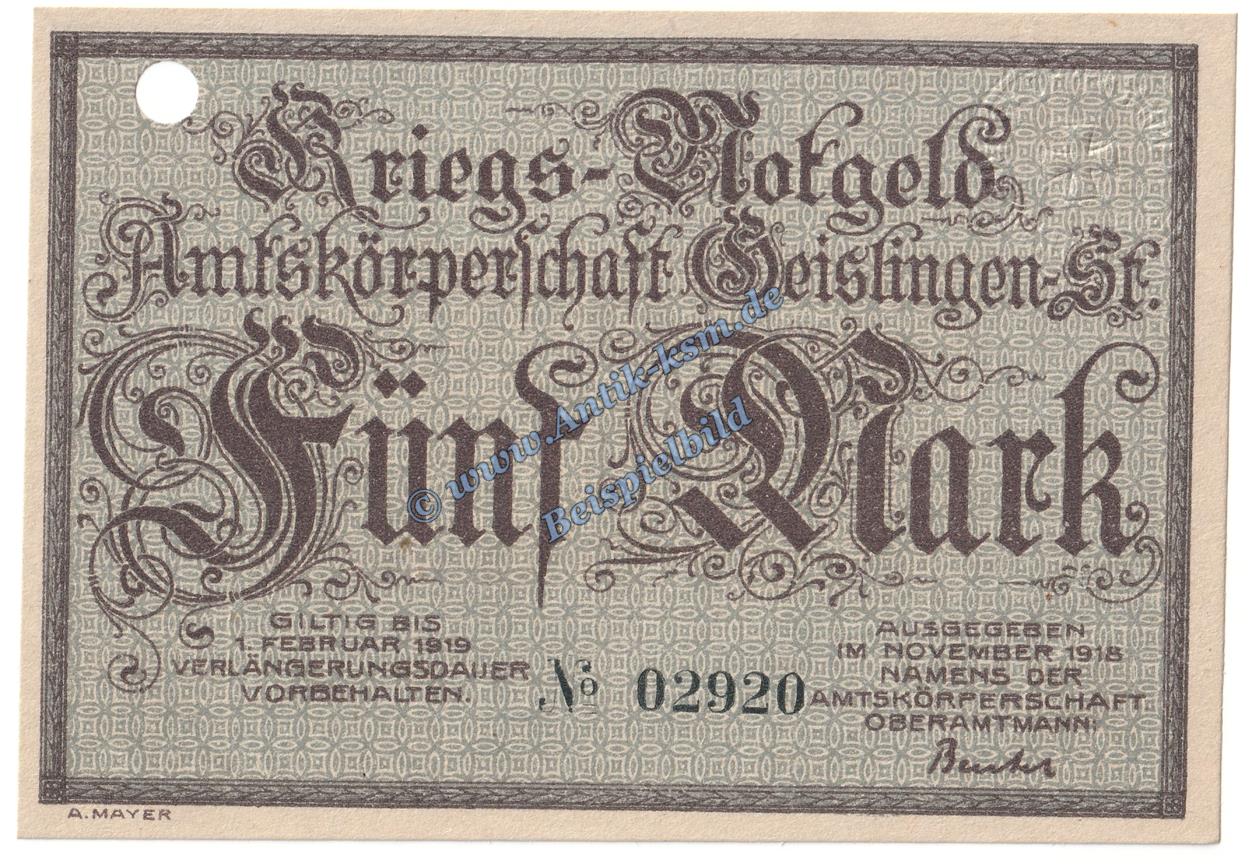 Kriegs-Notgeld
Amtskörperschaft Geislingen-St.
Fünf Mark
© www.Antik-ksm.de
Beispielbild
GILTIG BIS
1. FEBRUAR 1919
VERLÄNGERUNGSDAUER
VORBEHALTEN.
No 02920
AUSGEGEBEN
IM NOVEMBER 1918
NAMENS DER
AMTSKÖRPERSCHAFT.
OBERAMTMANN:
A. MAYER